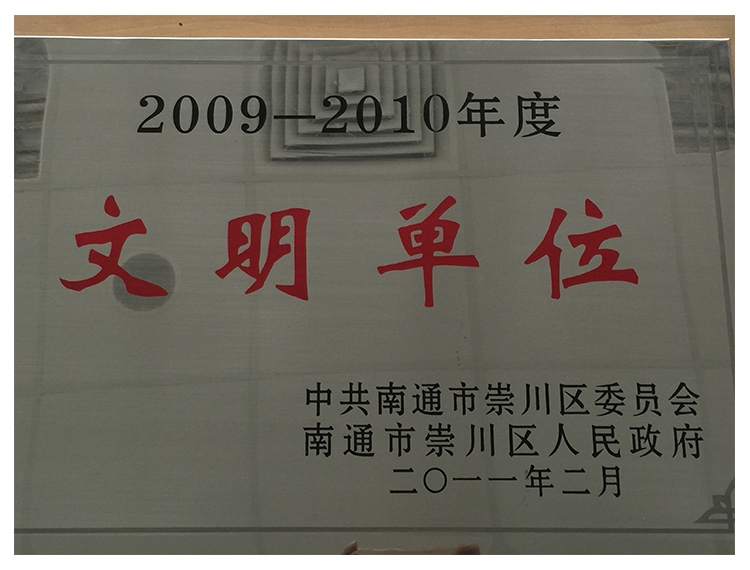 2009—2010年度
文明单位
中共南通市崇川区委员会
南通市崇川区人民政府
二〇一一年二月